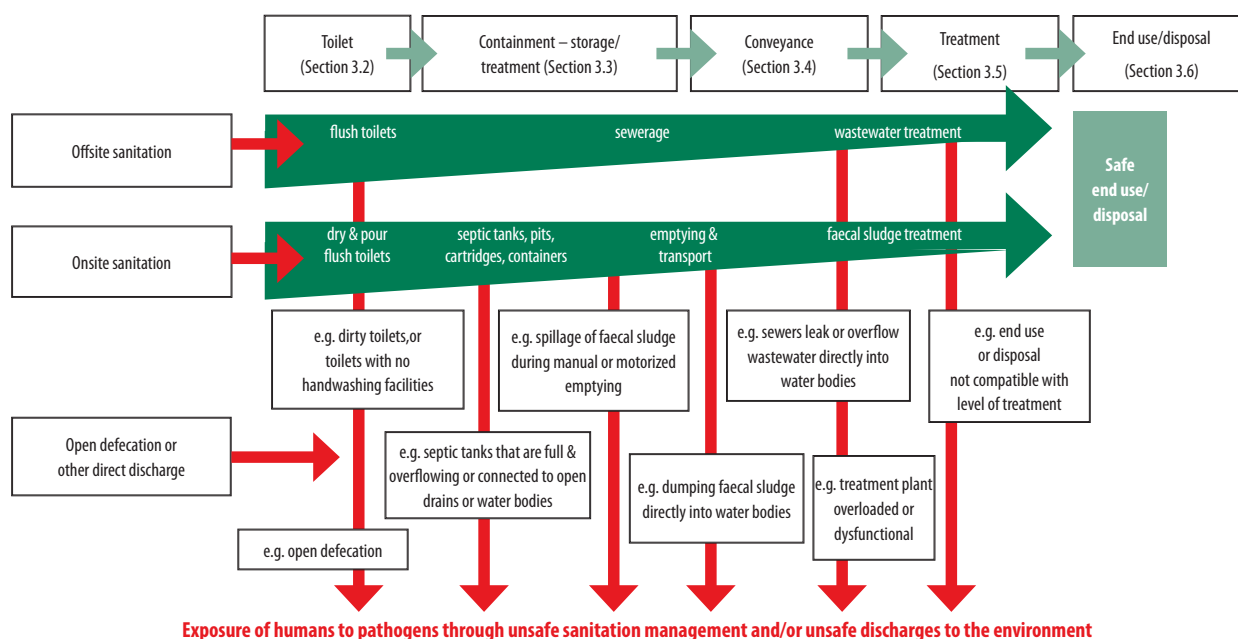 Toilet
(Section 3.2)
Containment – storage/
treatment (Section 3.3)
Conveyance
(Section 3.4)
Treatment
(Section 3.5)
End use/disposal
(Section 3.6)
Offsite sanitation
flush toilets
sewerage
wastewater treatment
Safe
end use/
disposal
Onsite sanitation
dry & pour
flush toilets
septic tanks, pits,
cartridges, containers
emptying &
transport
faecal sludge treatment
e.g. dirty toilets,or
toilets with no
handwashing facilities
e.g. spillage of faecal sludge
during manual or motorized
emptying
e.g. sewers leak or overflow
wastewater directly into
water bodies
e.g. end use
or disposal
not compatible with
level of treatment
Open defecation or
other direct discharge
e.g. septic tanks that are full &
overflowing or connected to open
drains or water bodies
e.g. dumping faecal sludge
directly into water bodies
e.g. treatment plant
overloaded or
dysfunctional
e.g. open defecation
Exposure of humans to pathogens through unsafe sanitation management and/or unsafe discharges to the environment